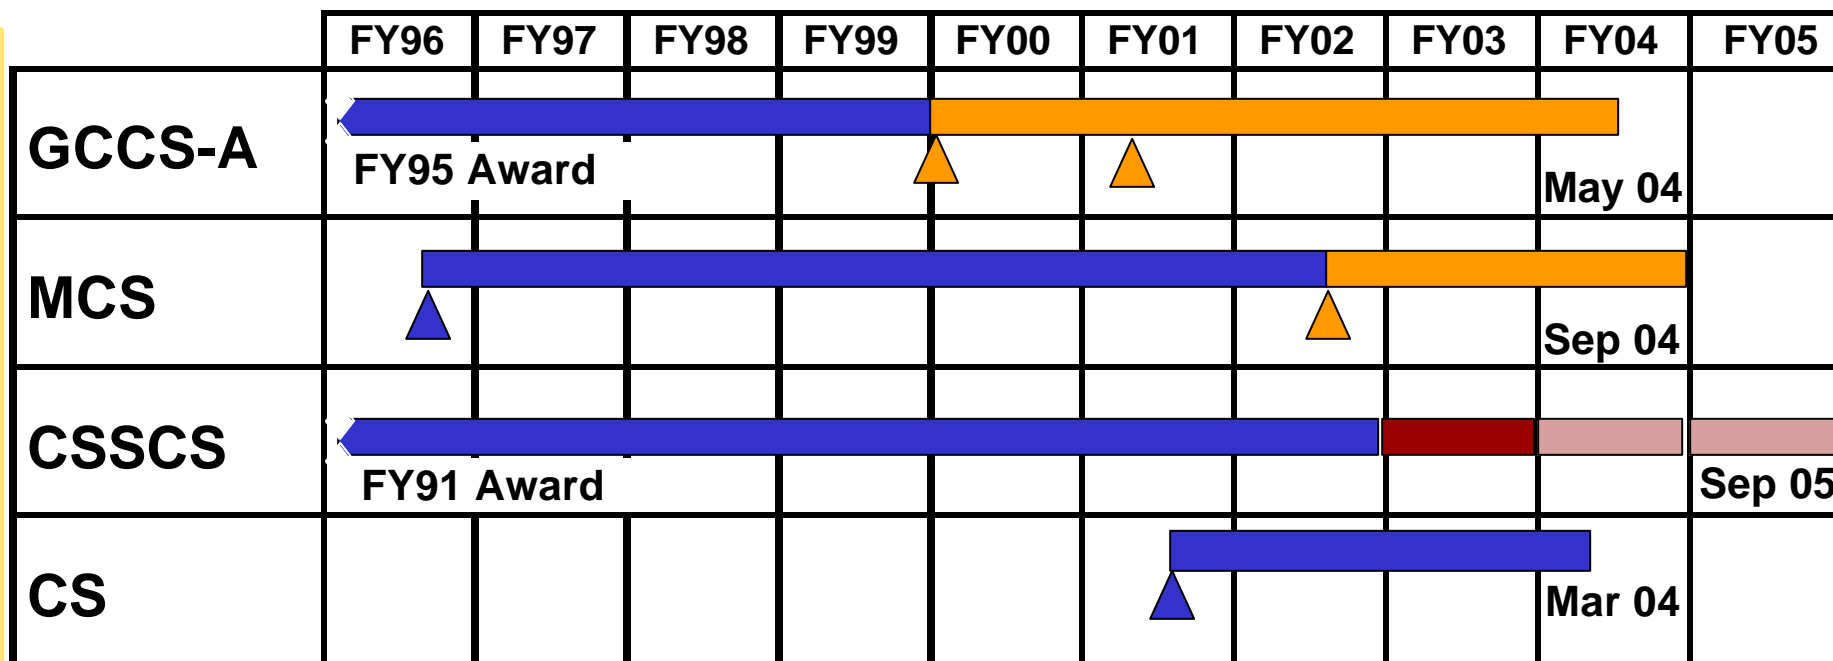 FY96 FY97 FY98 FY99 FY00 FY01 FY02 FY03 FY04 FY05
GCCS-A
FY95 Award
May 04
MCS
Sep 04
CSSCS
FY91 Award
Sep 05
CS
Mar 04